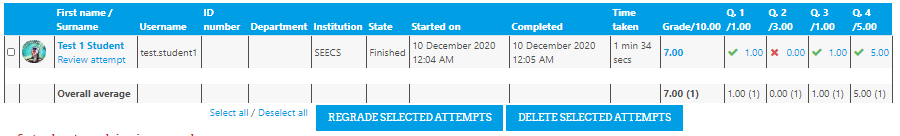 First name / Surname Username ID number Department Institution State Started on Completed Time taken Grade/10.00 Q. 1 /1.00 Q. 2 /3.00 Q. 3 /1.00 Q. 4 /5.00
Test 1 Student Review attempt test.student1 SEECS Finished 10 December 2020 12:04 AM 10 December 2020 12:05 AM 1 min 34 secs 7.00 ✔ 1.00 ✖ 0.00 ✔ 1.00 ✔ 5.00
Overall average 7.00 (1) 1.00 (1) 0.00 (1) 1.00 (1) 5.00 (1)
Select all / Deselect all REGRADE SELECTED ATTEMPTS DELETE SELECTED ATTEMPTS